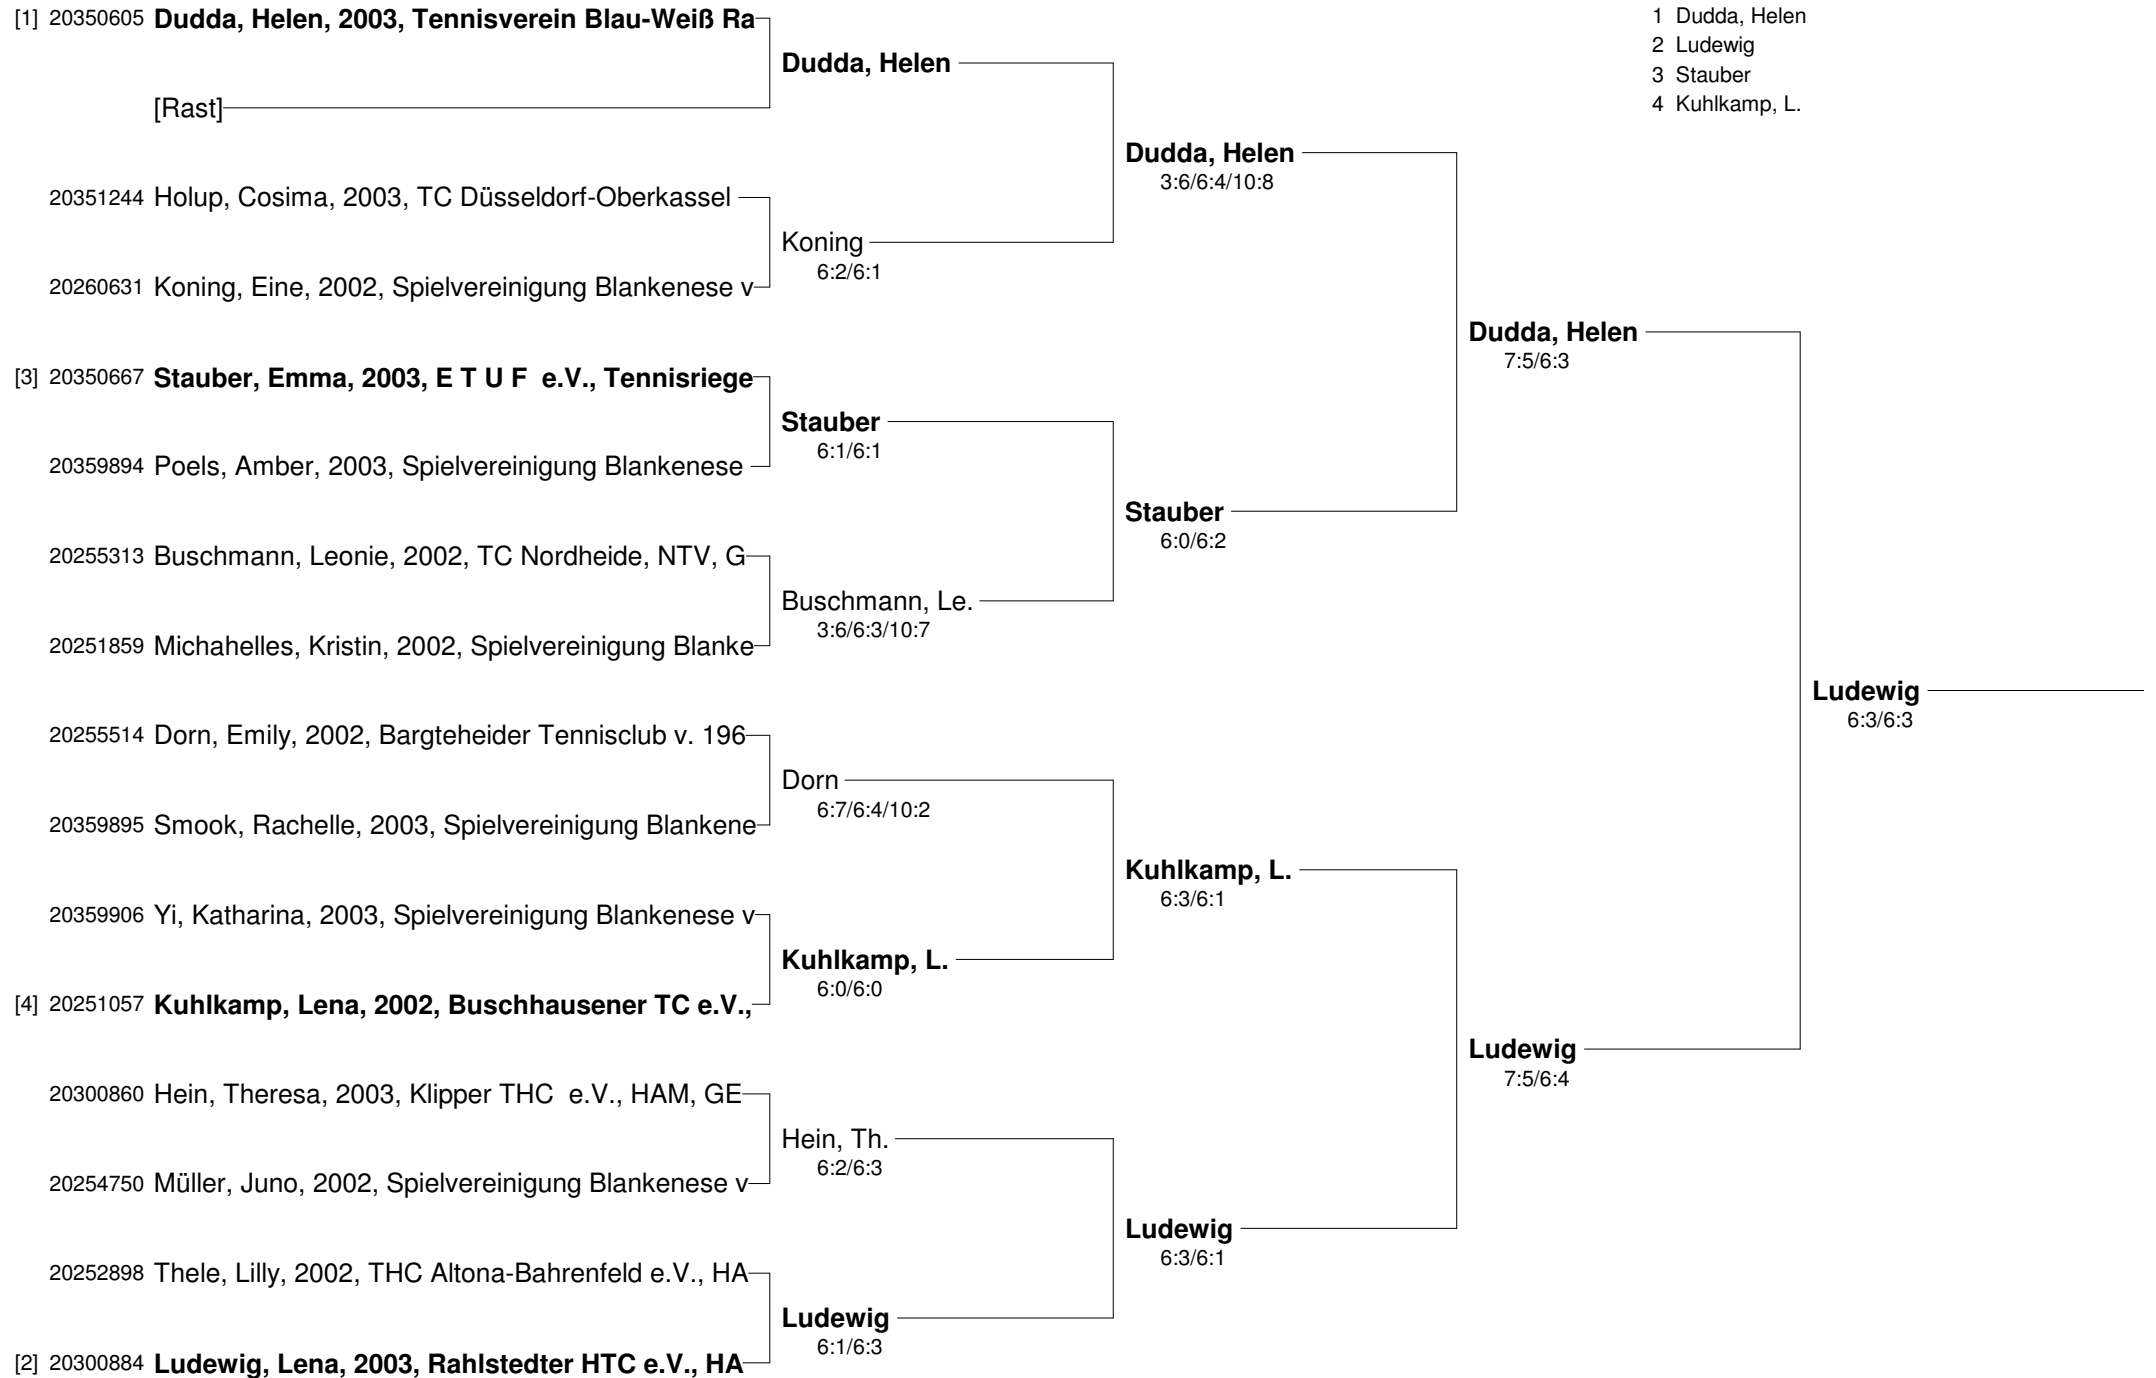 [1] 20350605 Dudda, Helen, 2003, Tennisverein Blau-Weiß Ra
[Rast]
20351244 Holup, Cosima, 2003, TC Düsseldorf-Oberkassel
20260631 Koning, Eine, 2002, Spielvereinigung Blankenese v
[3] 20350667 Stauber, Emma, 2003, E T U F e.V., Tennisriege
20359894 Poels, Amber, 2003, Spielvereinigung Blankenese
20255313 Buschmann, Leonie, 2002, TC Nordheide, NTV, G
20251859 Michahelles, Kristin, 2002, Spielvereinigung Blanke
20255514 Dorn, Emily, 2002, Bargteheider Tennisclub v. 196
20359895 Smook, Rachelle, 2003, Spielvereinigung Blankene
20359906 Yi, Katharina, 2003, Spielvereinigung Blankenese v
[4] 20251057 Kuhlkamp, Lena, 2002, Buschhausener TC e.V.,
20300860 Hein, Theresa, 2003, Klipper THC e.V., HAM, GE
20254750 Müller, Juno, 2002, Spielvereinigung Blankenese v
20252898 Thele, Lilly, 2002, THC Altona-Bahrenfeld e.V., HA
[2] 20300884 Ludewig, Lena, 2003, Rahlstedter HTC e.V., HA
Dudda, Helen
Koning
6:2/6:1
Stauber
6:1/6:1
Buschmann, Le.
3:6/6:3/10:7
Dorn
6:7/6:4/10:2
Kuhlkamp, L.
6:0/6:0
Hein, Th.
6:2/6:3
Ludewig
6:1/6:3
Dudda, Helen
3:6/6:4/10:8
Stauber
6:0/6:2
Kuhlkamp, L.
6:3/6:1
Ludewig
6:3/6:1
Dudda, Helen
7:5/6:3
Ludewig
7:5/6:4
Ludewig
6:3/6:3
1 Dudda, Helen
2 Ludewig
3 Stauber
4 Kuhlkamp, L.